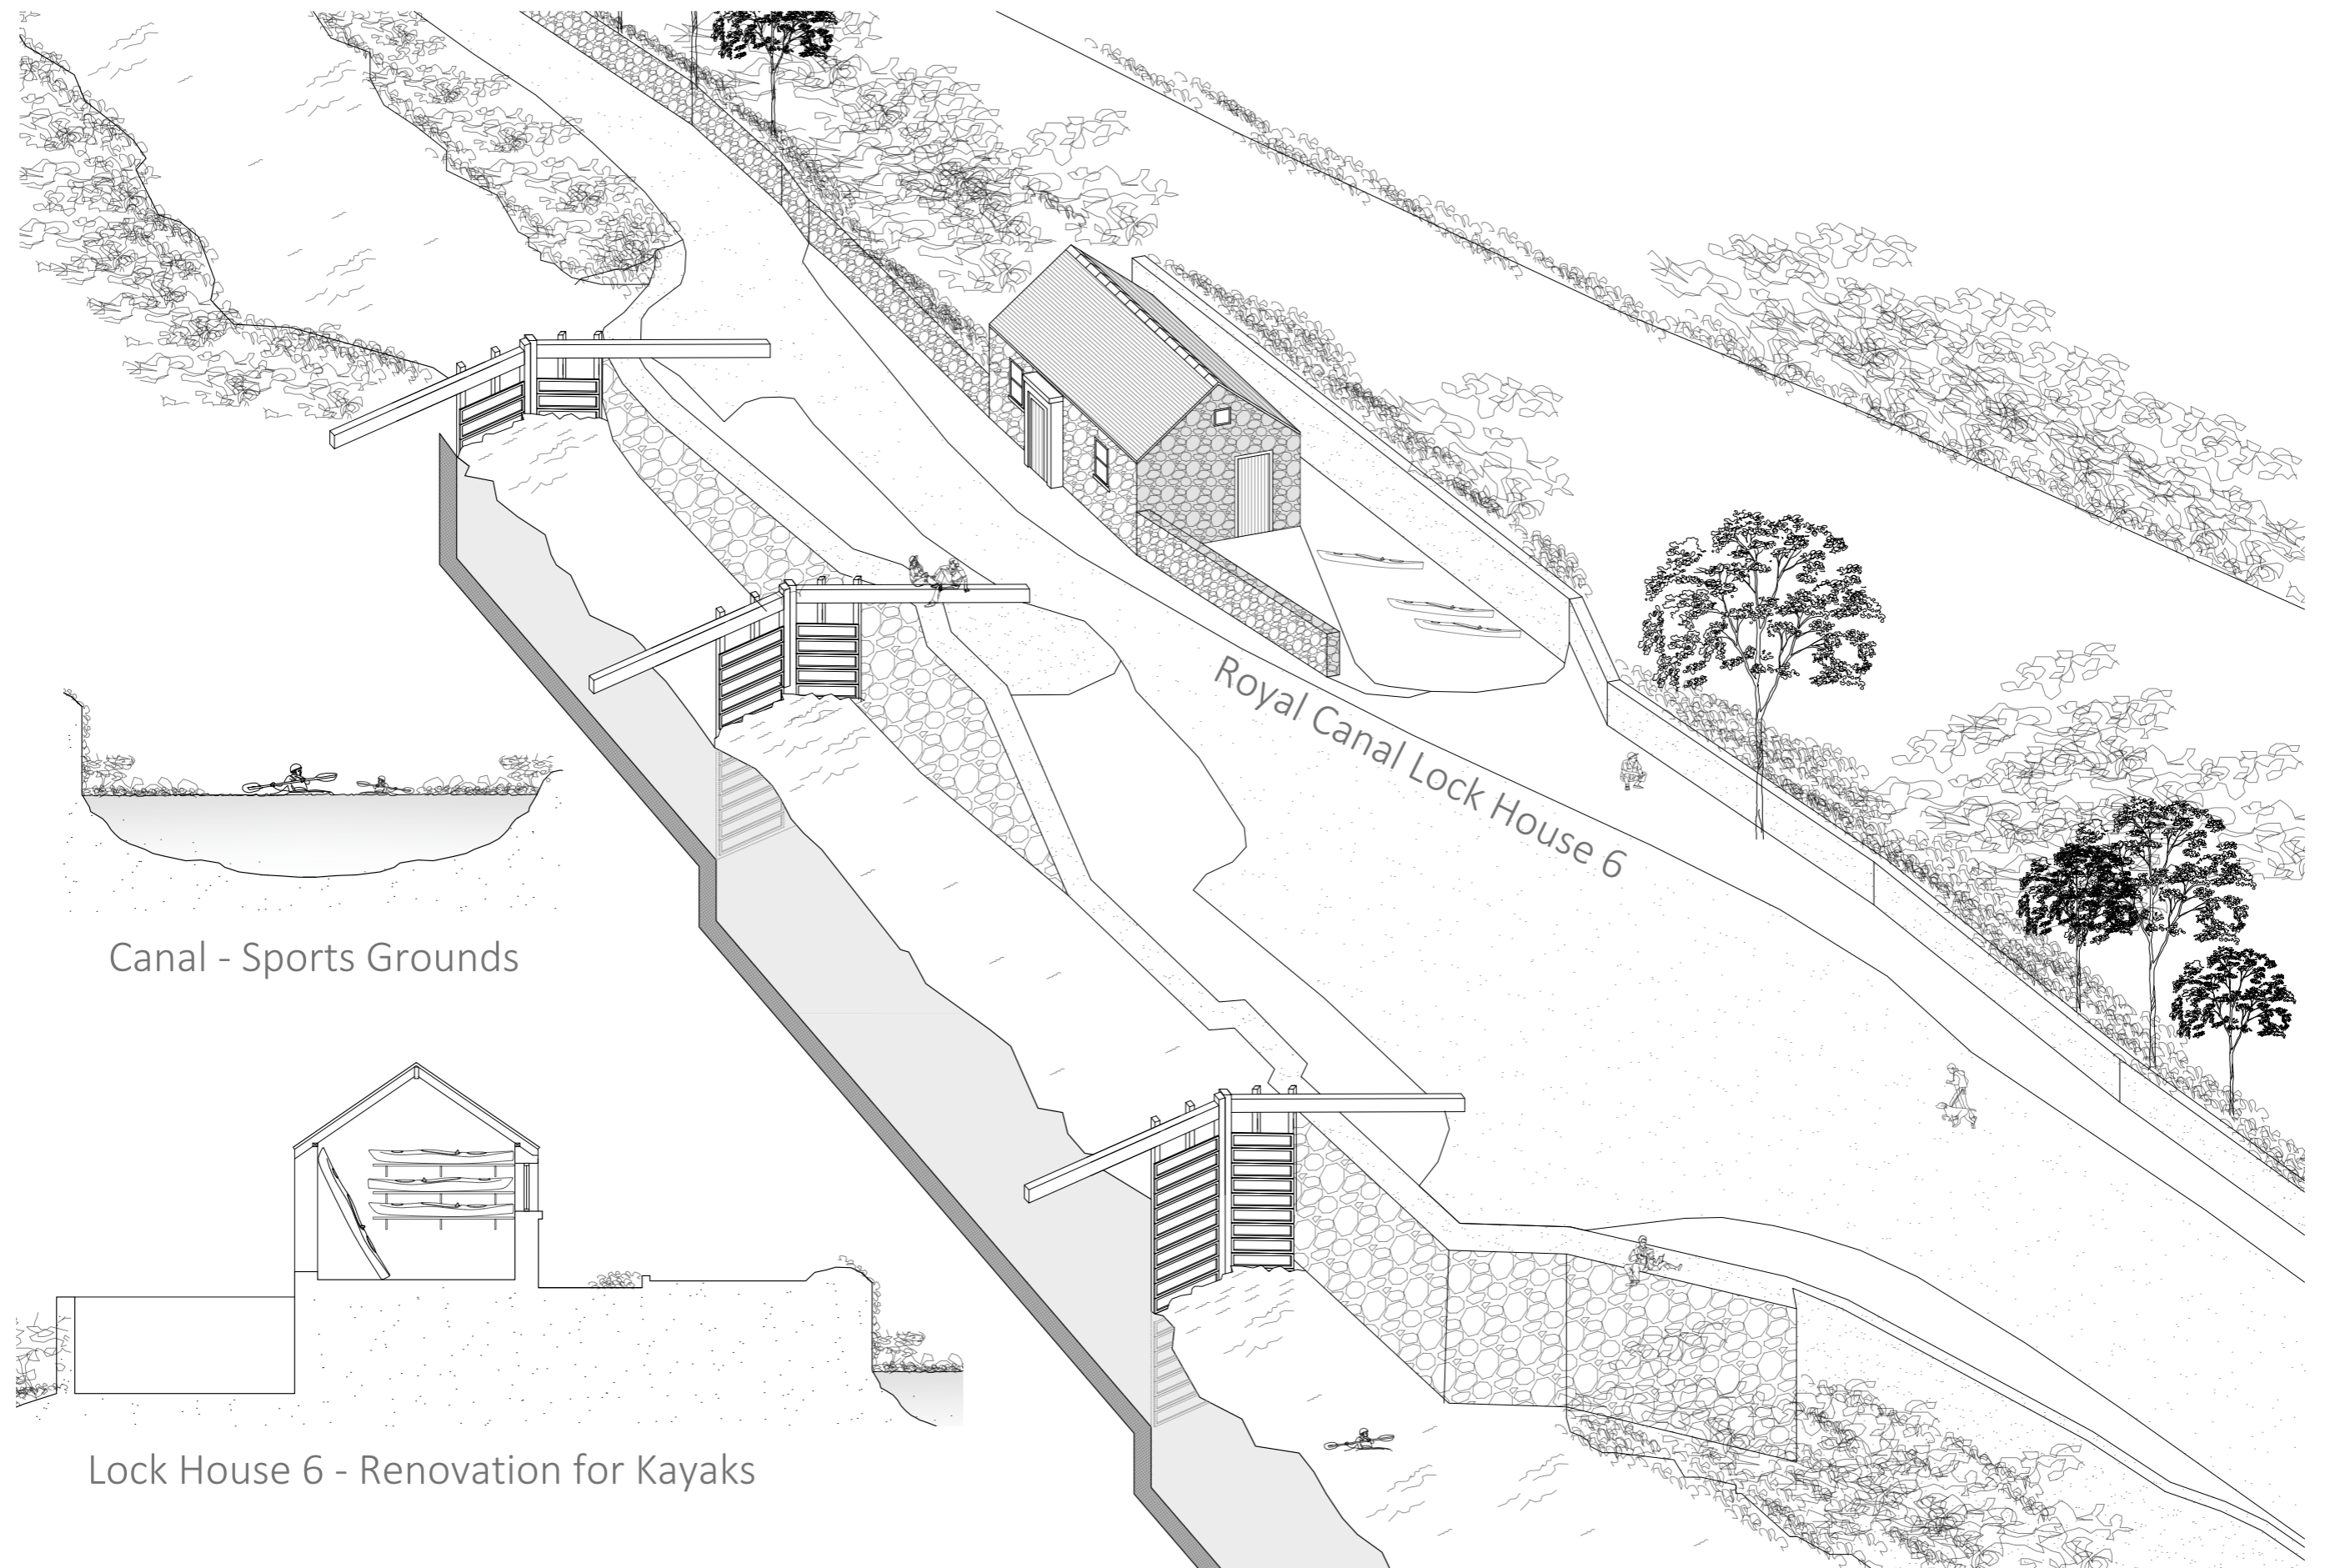 Royal Canal Lock House 6
Canal - Sports Grounds
Lock House 6 - Renovation for Kayaks